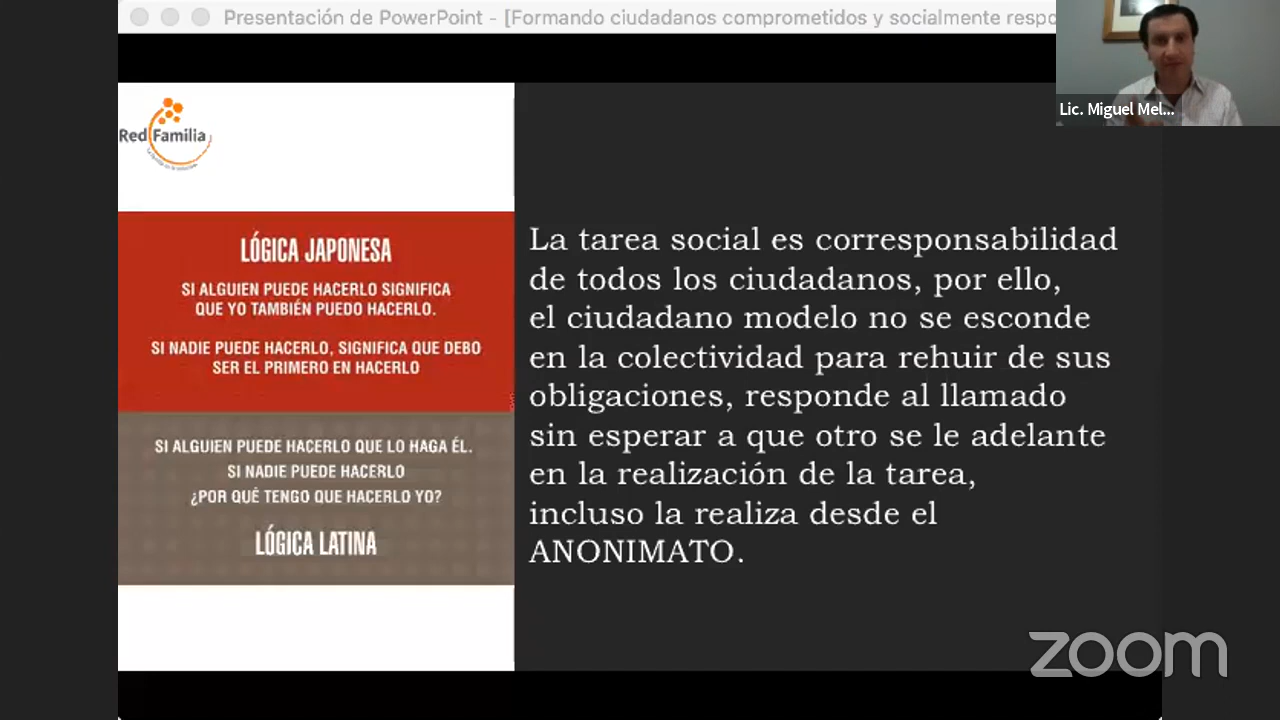 Presentación de PowerPoint - [Formando ciudadanos comprometidos y socialmente respo
Lic. Miguel Mel...
Red Familia
LÓGICA JAPONESA
SI ALGUIEN PUEDE HACERLO SIGNIFICA
QUE YO TAMBIÉN PUEDO HACERLO.
SI NADIE PUEDE HACERLO, SIGNIFICA QUE DEBO
SER EL PRIMERO EN HACERLO
SI ALGUIEN PUEDE HACERLO QUE LO HAGA ÉL.
SI NADIE PUEDE HACERLO
¿POR QUÉ TENGO QUE HACERLO YO?
LÓGICA LATINA
La tarea social es corresponsabilidad
de todos los ciudadanos, por ello,
el ciudadano modelo no se esconde
en la colectividad para rehuir de sus
obligaciones, responde al llamado
sin esperar a que otro se le adelante
en la realización de la tarea,
incluso la realiza desde el
ANONIMATO.
zoom